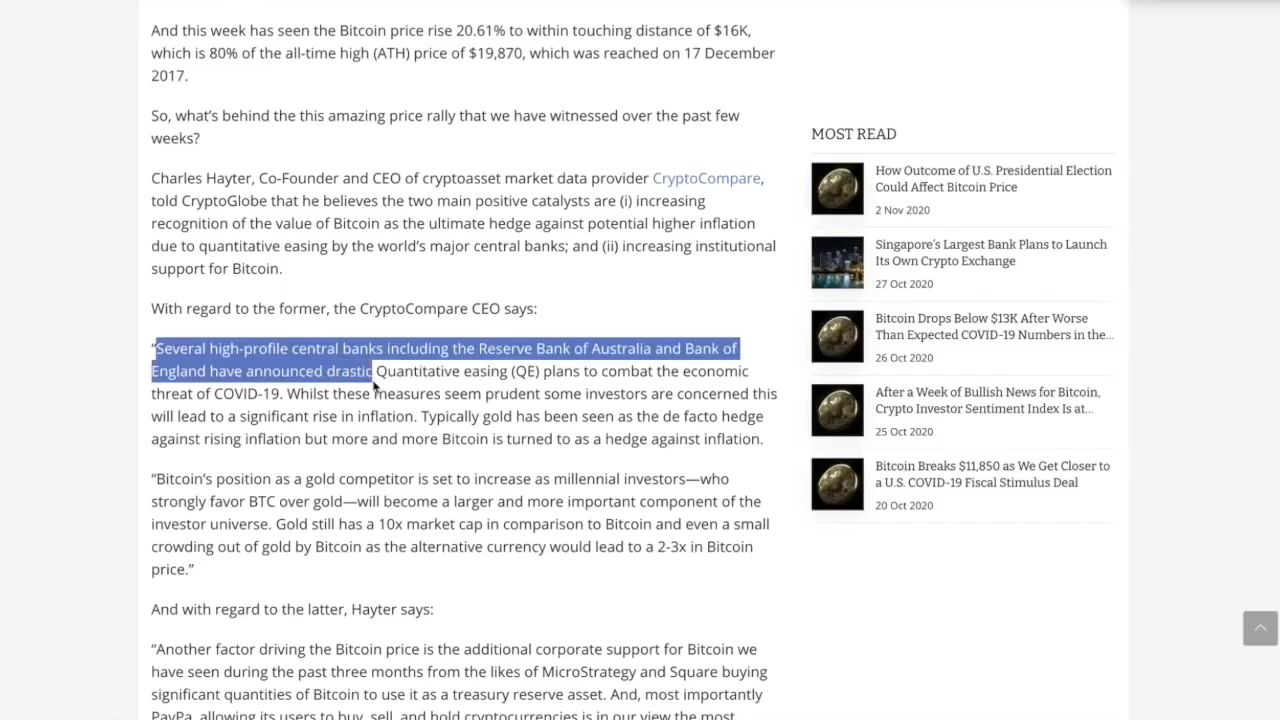 And this week has seen the Bitcoin price rise 20.61% to within touching distance of $16K,
which is 80% of the all-time high (ATH) price of $19,870, which was reached on 17 December
2017.
So, what's behind the this amazing price rally that we have witnessed over the past few
weeks?
Charles Hayter, Co-Founder and CEO of cryptoasset market data provider CryptoCompare,
told CryptoGlobe that he believes the two main positive catalysts are (i) increasing
recognition of the value of Bitcoin as the ultimate hedge against potential higher inflation
due to quantitative easing by the world's major central banks; and (ii) increasing institutional
support for Bitcoin.
With regard to the former, the CryptoCompare CEO says:
“Several high-profile central banks including the Reserve Bank of Australia and Bank of
England have announced drastic Quantitative easing (QE) plans to combat the economic
threat of COVID-19. Whilst these measures seem prudent some investors are concerned this
will lead to a significant rise in inflation. Typically gold has been seen as the de facto hedge
against rising inflation but more and more Bitcoin is turned to as a hedge against inflation.
“Bitcoin's position as a gold competitor is set to increase as millennial investors—who
strongly favor BTC over gold—will become a larger and more important component of the
investor universe. Gold still has a 10x market cap in comparison to Bitcoin and even a small
crowding out of gold by Bitcoin as the alternative currency would lead to a 2-3x in Bitcoin
price.”
And with regard to the latter, Hayter says:
“Another factor driving the Bitcoin price is the additional corporate support for Bitcoin we
have seen during the past three months from the likes of MicroStrategy and Square buying
significant quantities of Bitcoin to use it as a treasury reserve asset. And, most importantly
PayPa, allowing its users to buy, sell, and hold cryptocurrencies is in our view the most
MOST READ
How Outcome of U.S. Presidential Election
Could Affect Bitcoin Price
2 Nov 2020
Singapore's Largest Bank Plans to Launch
Its Own Crypto Exchange
27 Oct 2020
Bitcoin Drops Below $13K After Worse
Than Expected COVID-19 Numbers in the...
26 Oct 2020
After a Week of Bullish News for Bitcoin,
Crypto Investor Sentiment Index Is at...
25 Oct 2020
Bitcoin Breaks $11,850 as We Get Closer to
a U.S. COVID-19 Fiscal Stimulus Deal
20 Oct 2020